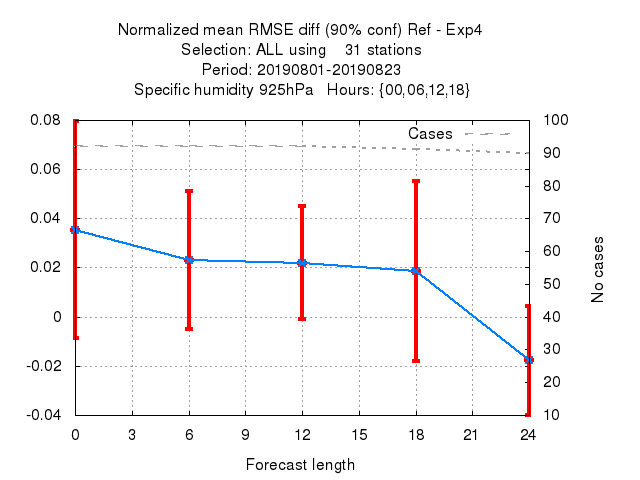 Normalized mean RMSE diff (90% conf) Ref - Exp4
Selection: ALL using    31 stations
Period: 20190801-20190823
Specific humidity 925hPa   Hours: {00,06,12,18}
Cases
0.08
0.06
0.04
0.02
0
-0.02
-0.04
100
90
80
70
60
50
40
30
20
10
No cases
0 3 6 9 12 15 18 21 24
Forecast length